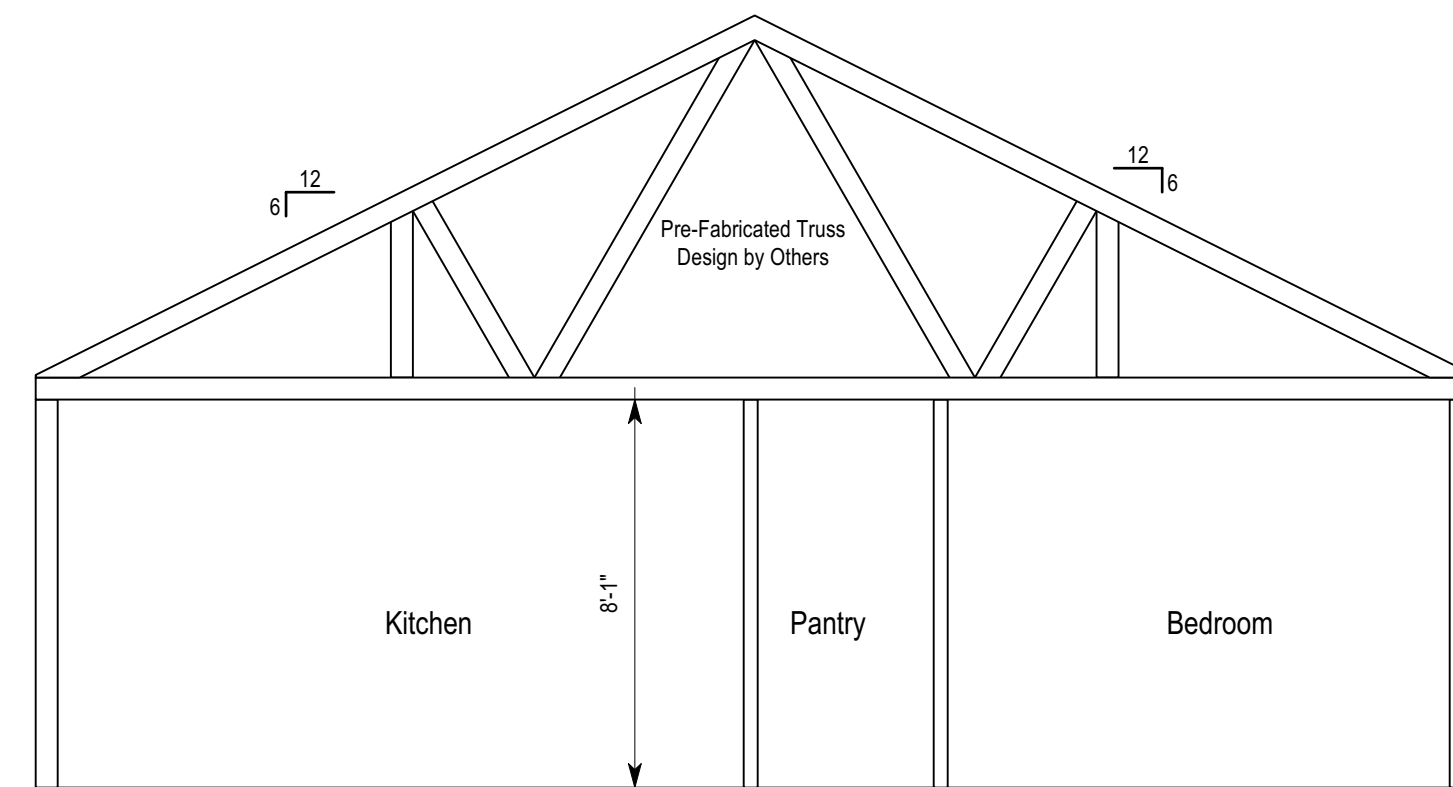 12
6
12
6
Pre-Fabricated Truss
Design by Others
8'-1"
Kitchen
Pantry
Bedroom